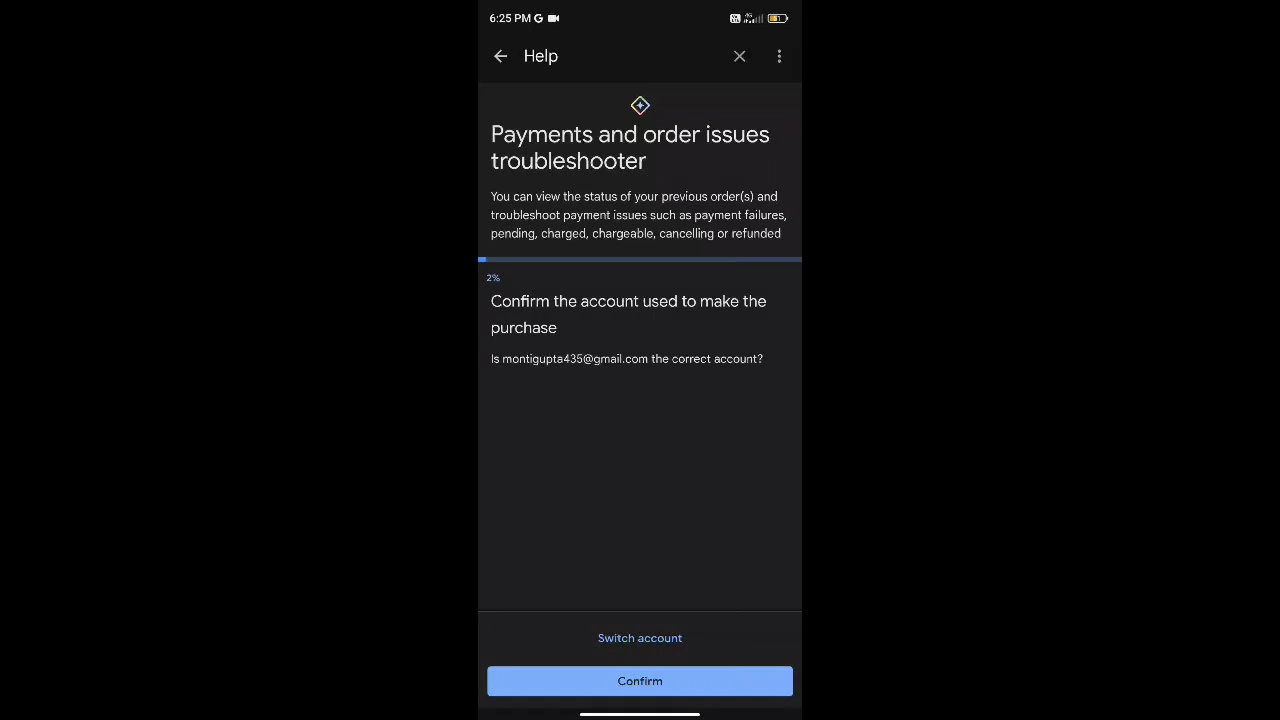 6:25 PM G
4G
Help
Payments and order issues
troubleshooter
You can view the status of your previous order(s) and
troubleshoot payment issues such as payment failures,
pending, charged, chargeable, cancelling or refunded
2%
Confirm the account used to make the
purchase
Is montigupta435@gmail.com the correct account?
Switch account
Confirm